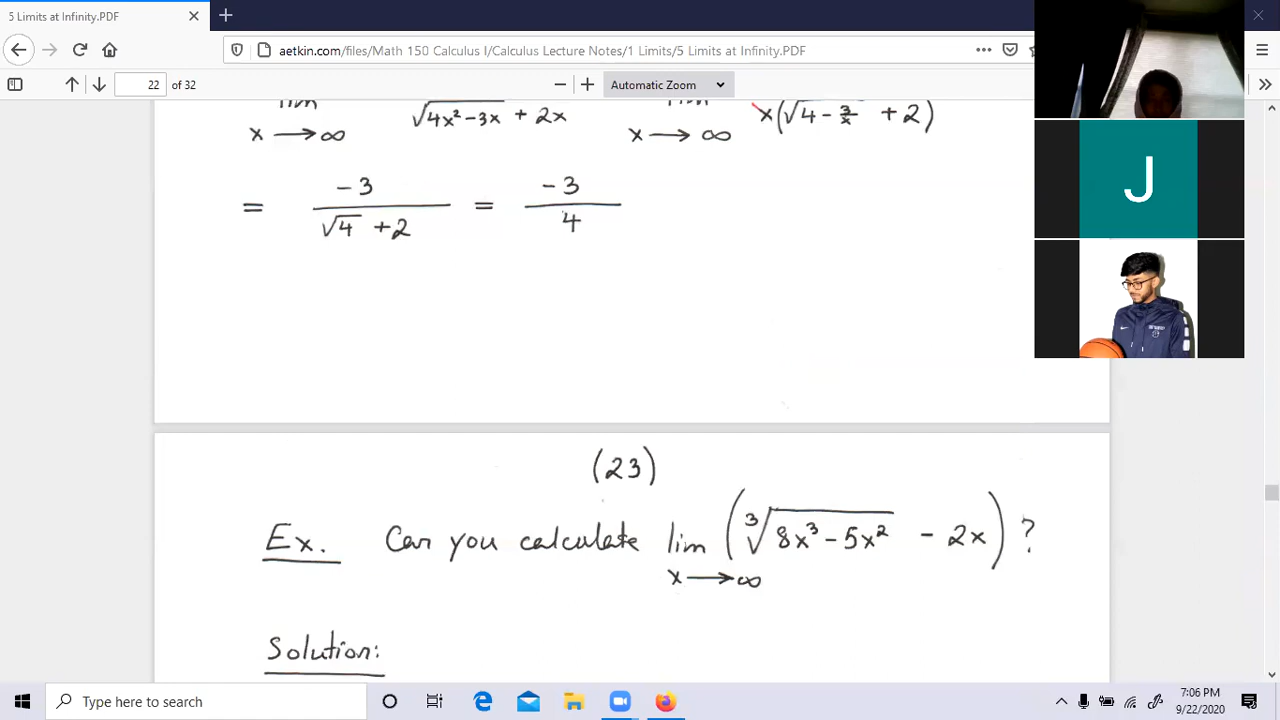 5 Limits at Infinity.PDF
aetkin.com/files/Math 150 Calculus I/Calculus Lecture Notes/1 Limits/5 Limits at Infinity.PDF
22 of 32
Automatic Zoom
lim x → ∞ √4x² - 3x + 2x lim x → ∞ x(√4 - 3/x + 2)
= -3 / √4 + 2 = -3 / 4
J
(23)
Ex. Can you calculate lim x → ∞ (∛8x³ - 5x² - 2x) ?
Solution:
Type here to search
7:06 PM
9/22/2020